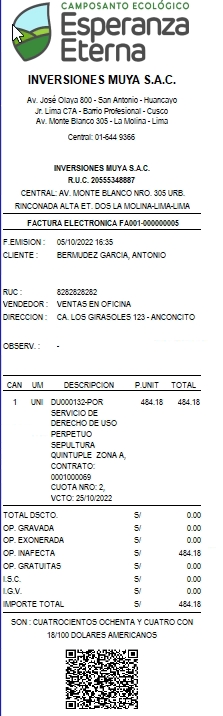 CAMPOSANTO ECOLÓGICO
Esperanza
Eterna
INVERSIONES MUYA S.A.C.
Av. José Olaya 800 - San Antonio - Huancayo
Jr. Lima C7A - Barrio Profesional - Cusco
Av. Monte Blanco 305 - La Molina - Lima
Central: 01-644 9366
INVERSIONES MUYA S.A.C.
R.U.C. 20555348887
CENTRAL: AV. MONTE BLANCO NRO. 305 URB.
RINCONADA ALTA ET. DOS LA MOLINA-LIMA-LIMA
FACTURA ELECTRONICA FA001-000000005
F.EMISION : 05/10/2022 16:35
CLIENTE : BERMUDEZ GARCIA, ANTONIO
RUC : 8282828282
VENDEDOR : VENTAS EN OFICINA
DIRECCION : CA. LOS GIRASOLES 123 - ANCONCITO
OBSERV. : -
CAN UM DESCRIPCION P.UNIT TOTAL
1 UNI DU000132-POR 484.18 484.18
SERVICIO DE
DERECHO DE USO
PERPETUO
SEPULTURA
QUINTUPLE ZONA A,
CONTRATO:
0001000069
CUOTA NRO: 2,
VCTO: 25/10/2022
TOTAL DSCTO. S/ 0.00
OP. GRAVADA S/ 0.00
OP. EXONERADA S/ 0.00
OP. INAFECTA S/ 484.18
OP. GRATUITAS S/ 0.00
I.S.C. S/ 0.00
I.G.V. S/ 0.00
IMPORTE TOTAL S/ 484.18
SON : CUATROCIENTOS OCHENTA Y CUATRO CON
18/100 DOLARES AMERICANOS